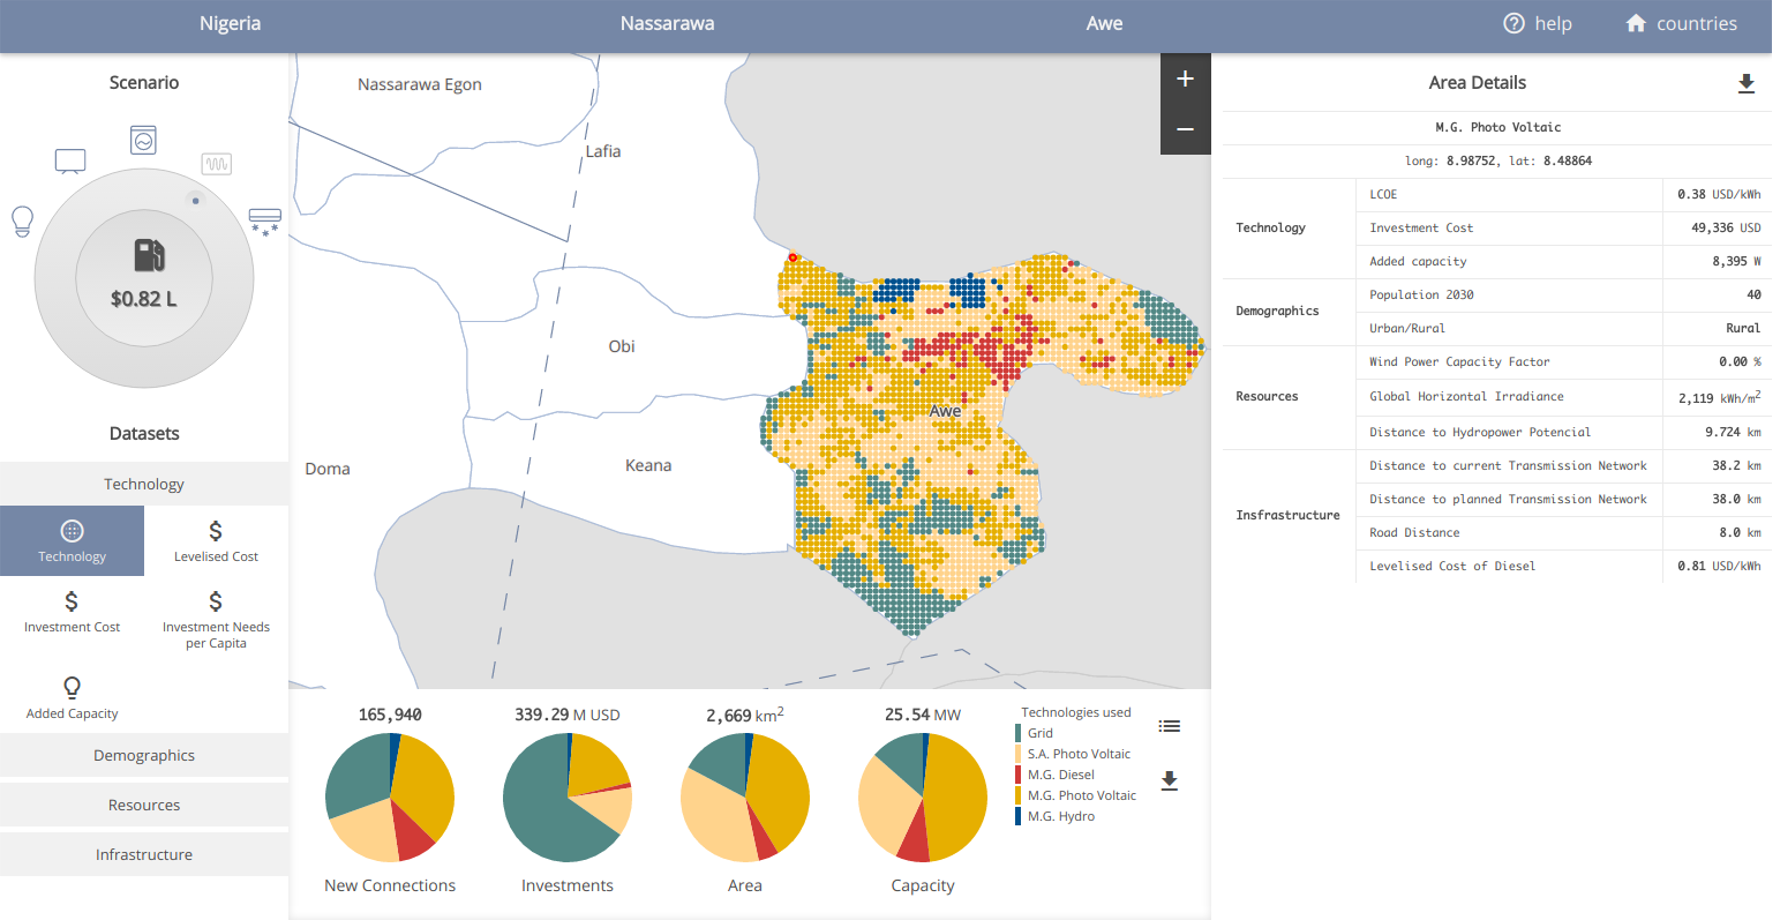 Nigeria
Nassarawa
Awe
help
countries
Scenario
$0.82 L
Datasets
Technology
Technology
Levelised Cost
Investment Cost
Investment Needs
per Capita
Added Capacity
Demographics
Resources
Infrastructure
Nassarawa Egon
Lafia
Obi
Awe
Keana
Doma
+
−
165,940
339.29 M USD
2,669 km2
25.54 MW
New Connections
Investments
Area
Capacity
Technologies used
Grid
S.A. Photo Voltaic
M.G. Diesel
M.G. Photo Voltaic
M.G. Hydro
Area Details
M.G. Photo Voltaic
long: 8.98752, lat: 8.48864
Technology
LCOE 0.38 USD/kWh
Investment Cost 49,336 USD
Added capacity 8,395 W
Demographics
Population 2030 40
Urban/Rural Rural
Resources
Wind Power Capacity Factor 0.00 %
Global Horizontal Irradiance 2,119 kWh/m2
Distance to Hydropower Potencial 9.724 km
Insfrastructure
Distance to current Transmission Network 38.2 km
Distance to planned Transmission Network 38.0 km
Road Distance 8.0 km
Levelised Cost of Diesel 0.81 USD/kWh